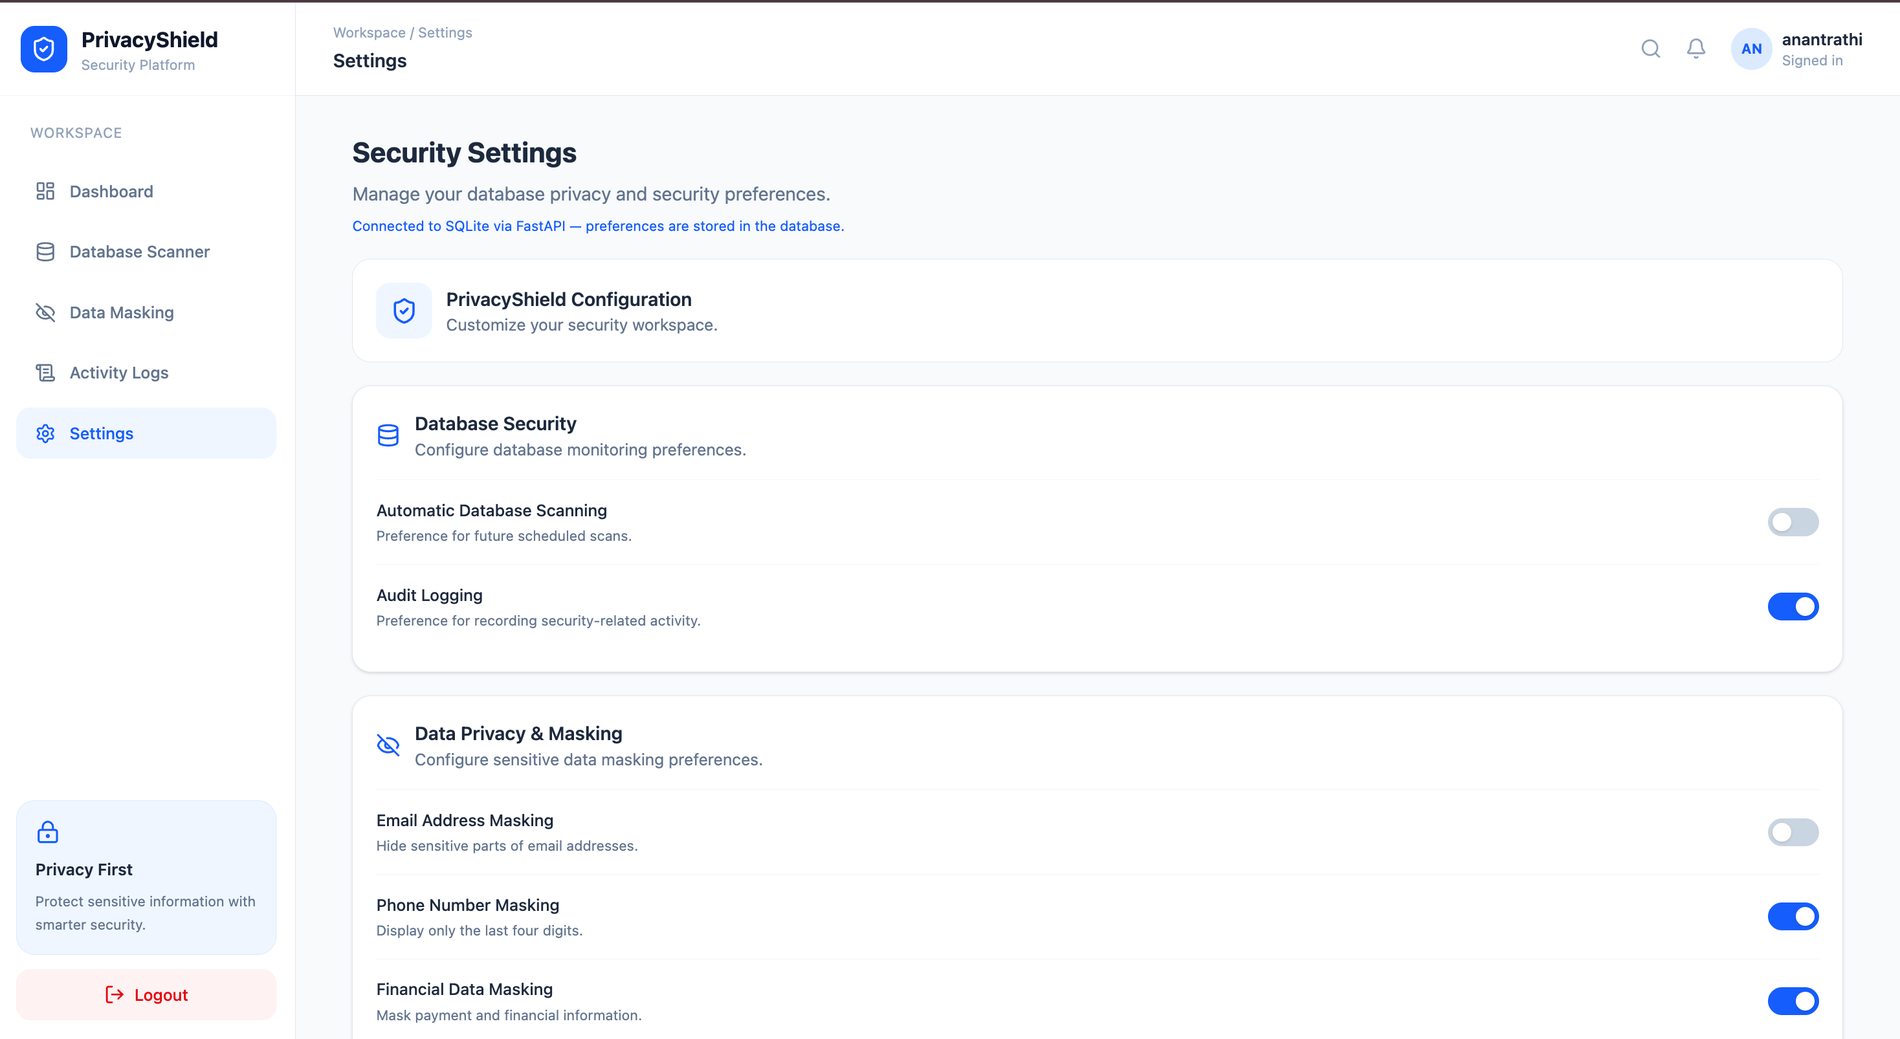 PrivacyShield
Security Platform
WORKSPACE
Dashboard
Database Scanner
Data Masking
Activity Logs
Settings
Privacy First
Protect sensitive information with
smarter security.
Logout
Workspace / Settings
Settings
AN
anantrathi
Signed in
Security Settings
Manage your database privacy and security preferences.
Connected to SQLite via FastAPI — preferences are stored in the database.
PrivacyShield Configuration
Customize your security workspace.
Database Security
Configure database monitoring preferences.
Automatic Database Scanning
Preference for future scheduled scans.
Audit Logging
Preference for recording security-related activity.
Data Privacy & Masking
Configure sensitive data masking preferences.
Email Address Masking
Hide sensitive parts of email addresses.
Phone Number Masking
Display only the last four digits.
Financial Data Masking
Mask payment and financial information.